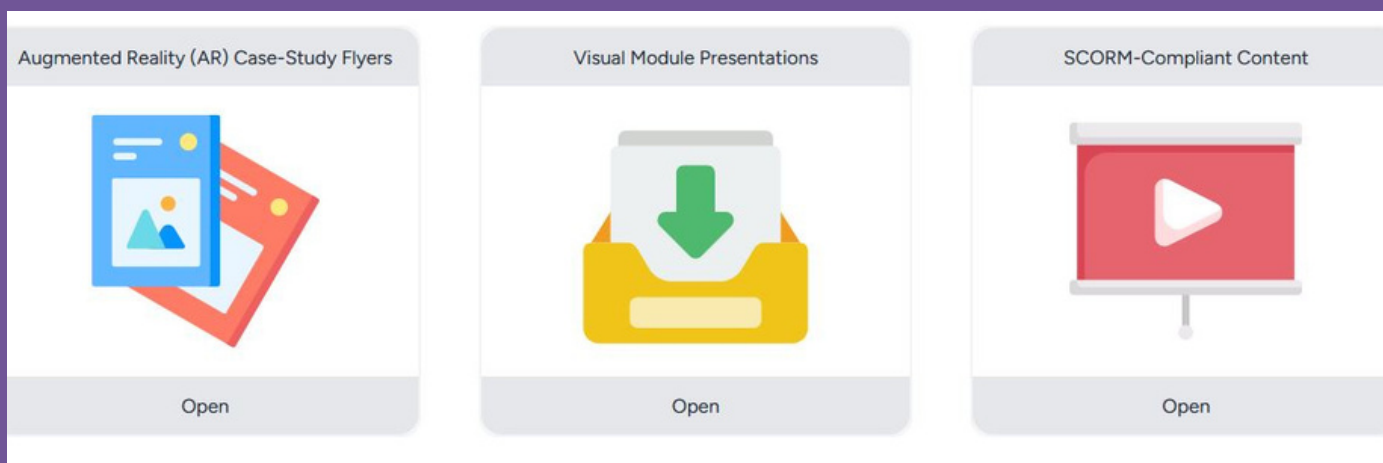 Augmented Reality (AR) Case-Study Flyers
Visual Module Presentations
SCORM-Compliant Content
Open
Open
Open